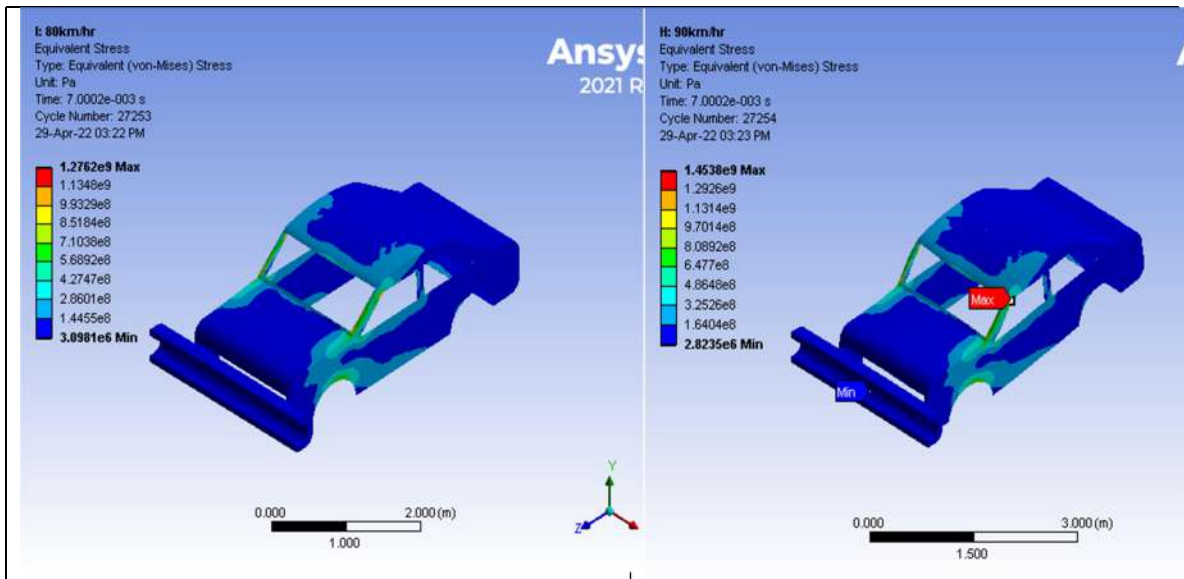 I: 80km/hr
Equivalent Stress
Type: Equivalent (von-Mises) Stress
Unit: Pa
Time: 7.0002e-003 s
Cycle Number: 27253
29-Apr-22 03:22 PM
Ansys
2021 R
1.2762e9 Max
1.1348e9
9.9329e8
8.5184e8
7.1038e8
5.6892e8
4.2747e8
2.8601e8
1.4455e8
3.0981e6 Min
0.000
2.000 (m)
1.000
Y
Z
H: 90km/hr
Equivalent Stress
Type: Equivalent (von-Mises) Stress
Unit: Pa
Time: 7.0002e-003 s
Cycle Number: 27254
29-Apr-22 03:23 PM
1.4538e9 Max
1.2926e9
1.1314e9
9.7014e8
8.0892e8
6.477e8
4.8648e8
3.2526e8
1.6404e8
2.8235e6 Min
Max
Min
0.000
3.000 (m)
1.500